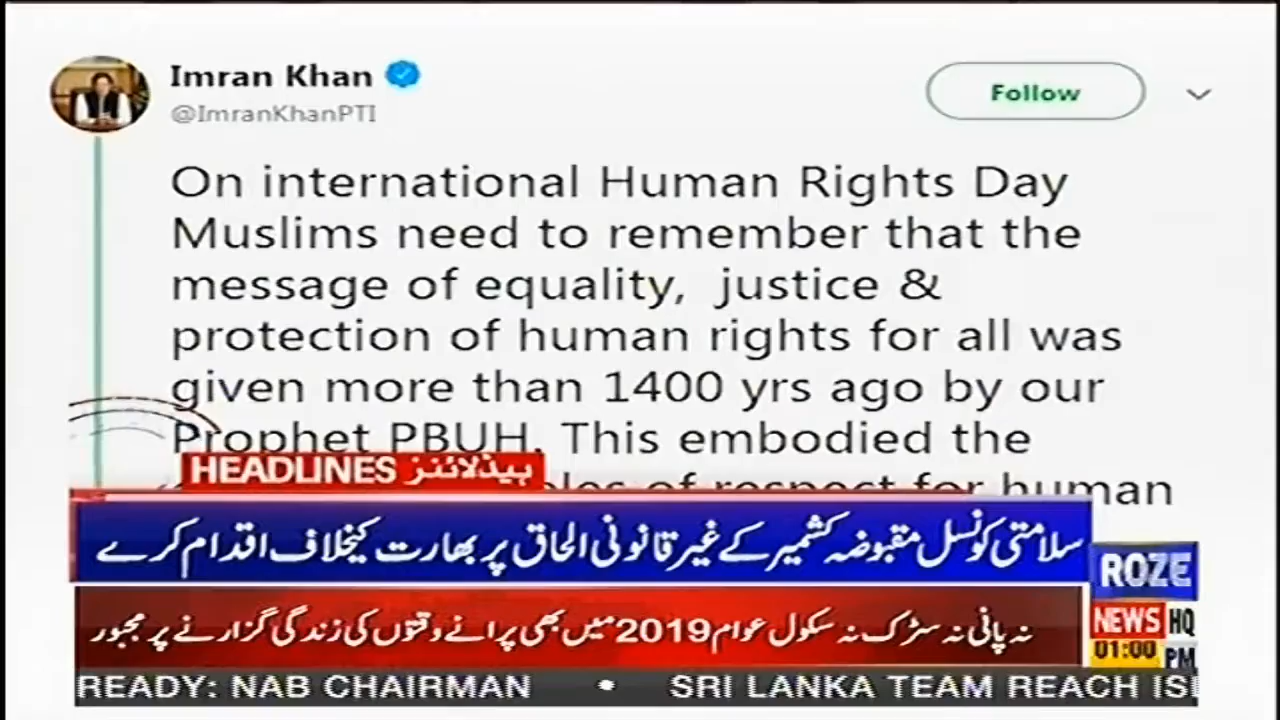 Imran Khan
@ImranKhanPTI
Follow
On international Human Rights Day
Muslims need to remember that the
message of equality, justice &
protection of human rights for all was
given more than 1400 yrs ago by our
Prophet PBUH. This embodied the
of respect for human
HEADLINES ہیڈلائنز
سلامتی کونسل مقبوضہ کشمیر کے غیر قانونی الحاق پر بھارت کیخلاف اقدام کرے
نہ پانی نہ سڑک نہ سکول عوام 2019 میں بھی پرانے وقتوں کی زندگی گزارنے پر مجبور
ROZE
NEWS HQ
01:00 PM
READY: NAB CHAIRMAN • SRI LANKA TEAM REACH